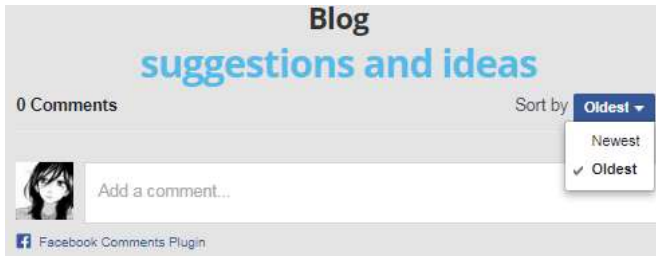 Blog
suggestions and ideas
0 Comments Sort by Oldest
Newest
Oldest
Add a comment...
Facebook Comments Plugin